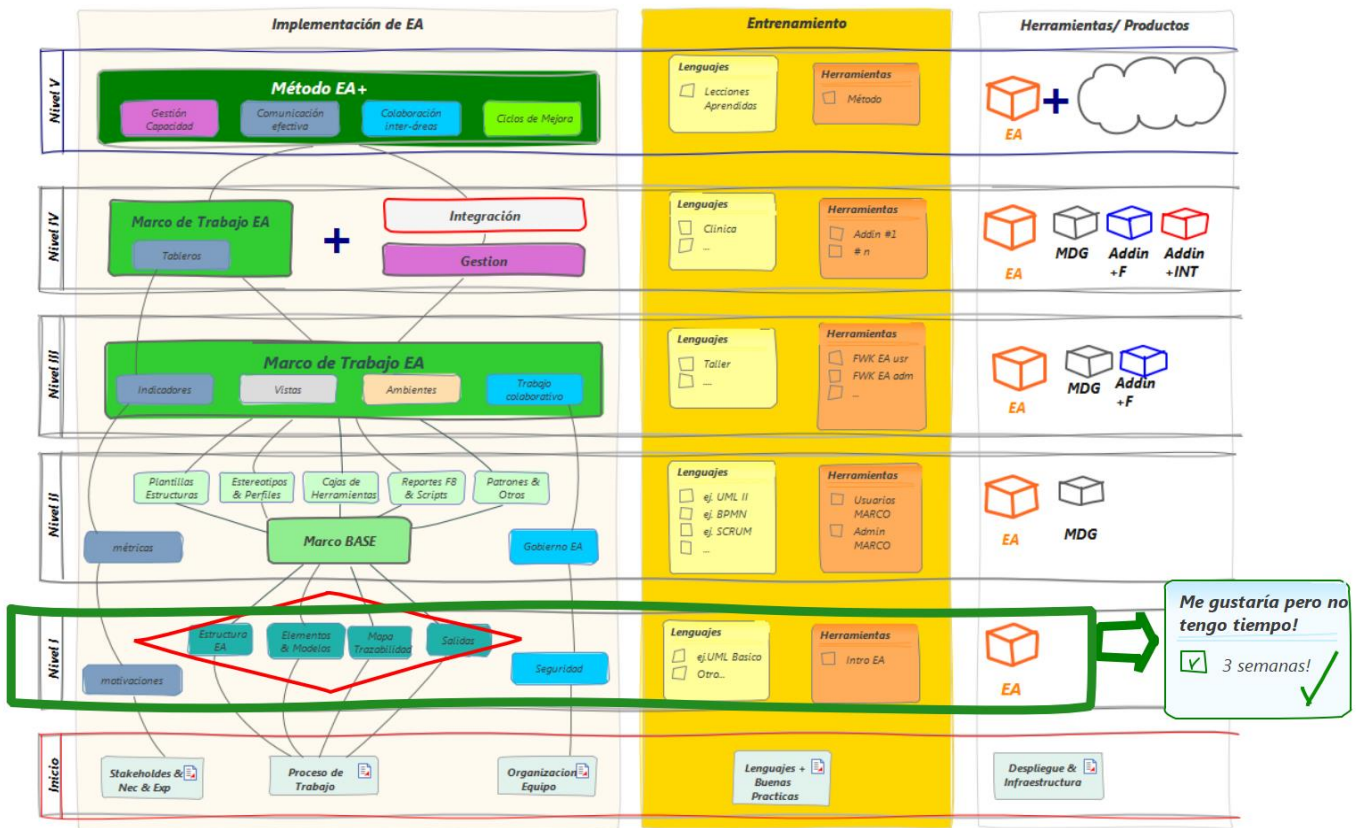 Implementación de EA
Entrenamiento
Herramientas/ Productos
Nivel V
Método EA+
Gestión
Capacidad
Comunicación
efectiva
Colaboración
inter-áreas
Ciclos de Mejora
Lenguajes
Lecciones
Aprendidas
Herramientas
Método
EA
+
Nivel IV
Marco de Trabajo EA
Tableros
+
Integración
Gestion
Lenguajes
Clinica
...
Herramientas
Addin #1
# n
EA
MDG
Addin
+F
Addin
+INT
Nivel III
Marco de Trabajo EA
Indicadores
Vistas
Ambientes
Trabajo
colaborativo
Lenguajes
Taller
....
Herramientas
FWK EA usr
FWK EA adm
..
EA
MDG
Addin
+F
Nivel II
Plantillas
Estructuras
Estereotipos
& Perfiles
Cajas de
Herramientas
Reportes F8
& Scripts
Patrones &
Otros
métricas
Marco BASE
Gobierno EA
Lenguajes
ej. UML II
ej. BPMN
ej. SCRUM
...
Herramientas
Usuarios
MARCO
Admin
MARCO
EA
MDG
Nivel I
Estructura
EA
Elementos
& Modelos
Mapa
Trazabilidad
Salidas
motivaciones
Seguridad
Lenguajes
ej.UML Basico
Otro...
Herramientas
Intro EA
EA
Me gustaría pero no
tengo tiempo!
3 semanas!
Inicio
Stakeholdes &
Nec & Exp
Proceso de
Trabajo
Organizacion
Equipo
Lenguajes +
Buenas
Practicas
Despliegue &
Infraestructura